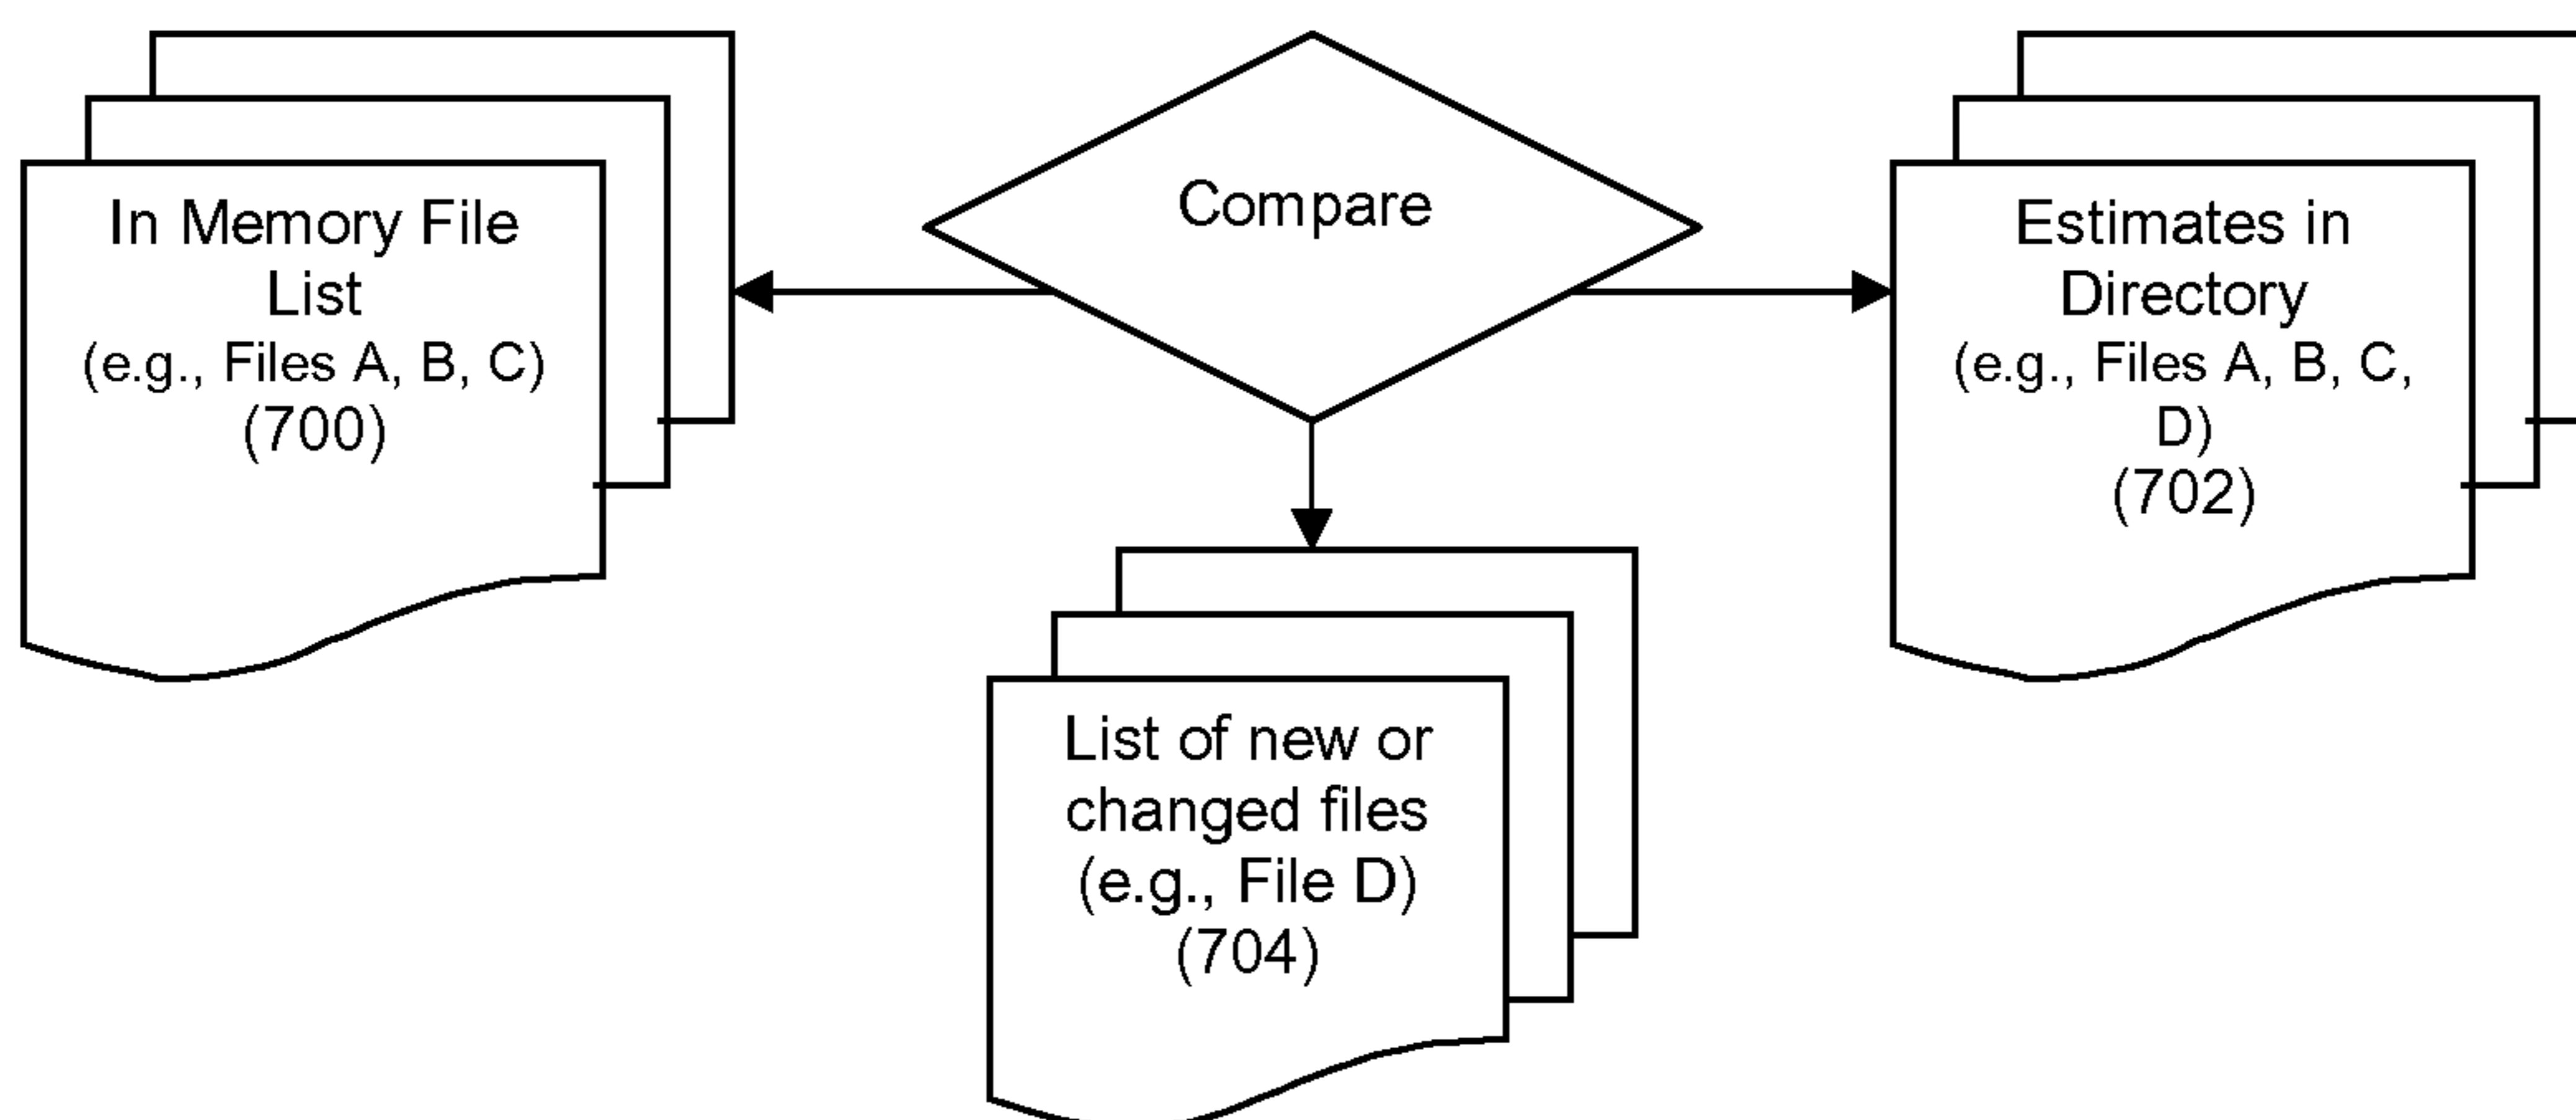 In Memory File
List
(e.g., Files A, B, C)
(700)
Compare
Estimates in
Directory
(e.g., Files A, B, C,
D)
(702)
List of new or
changed files
(e.g., File D)
(704)